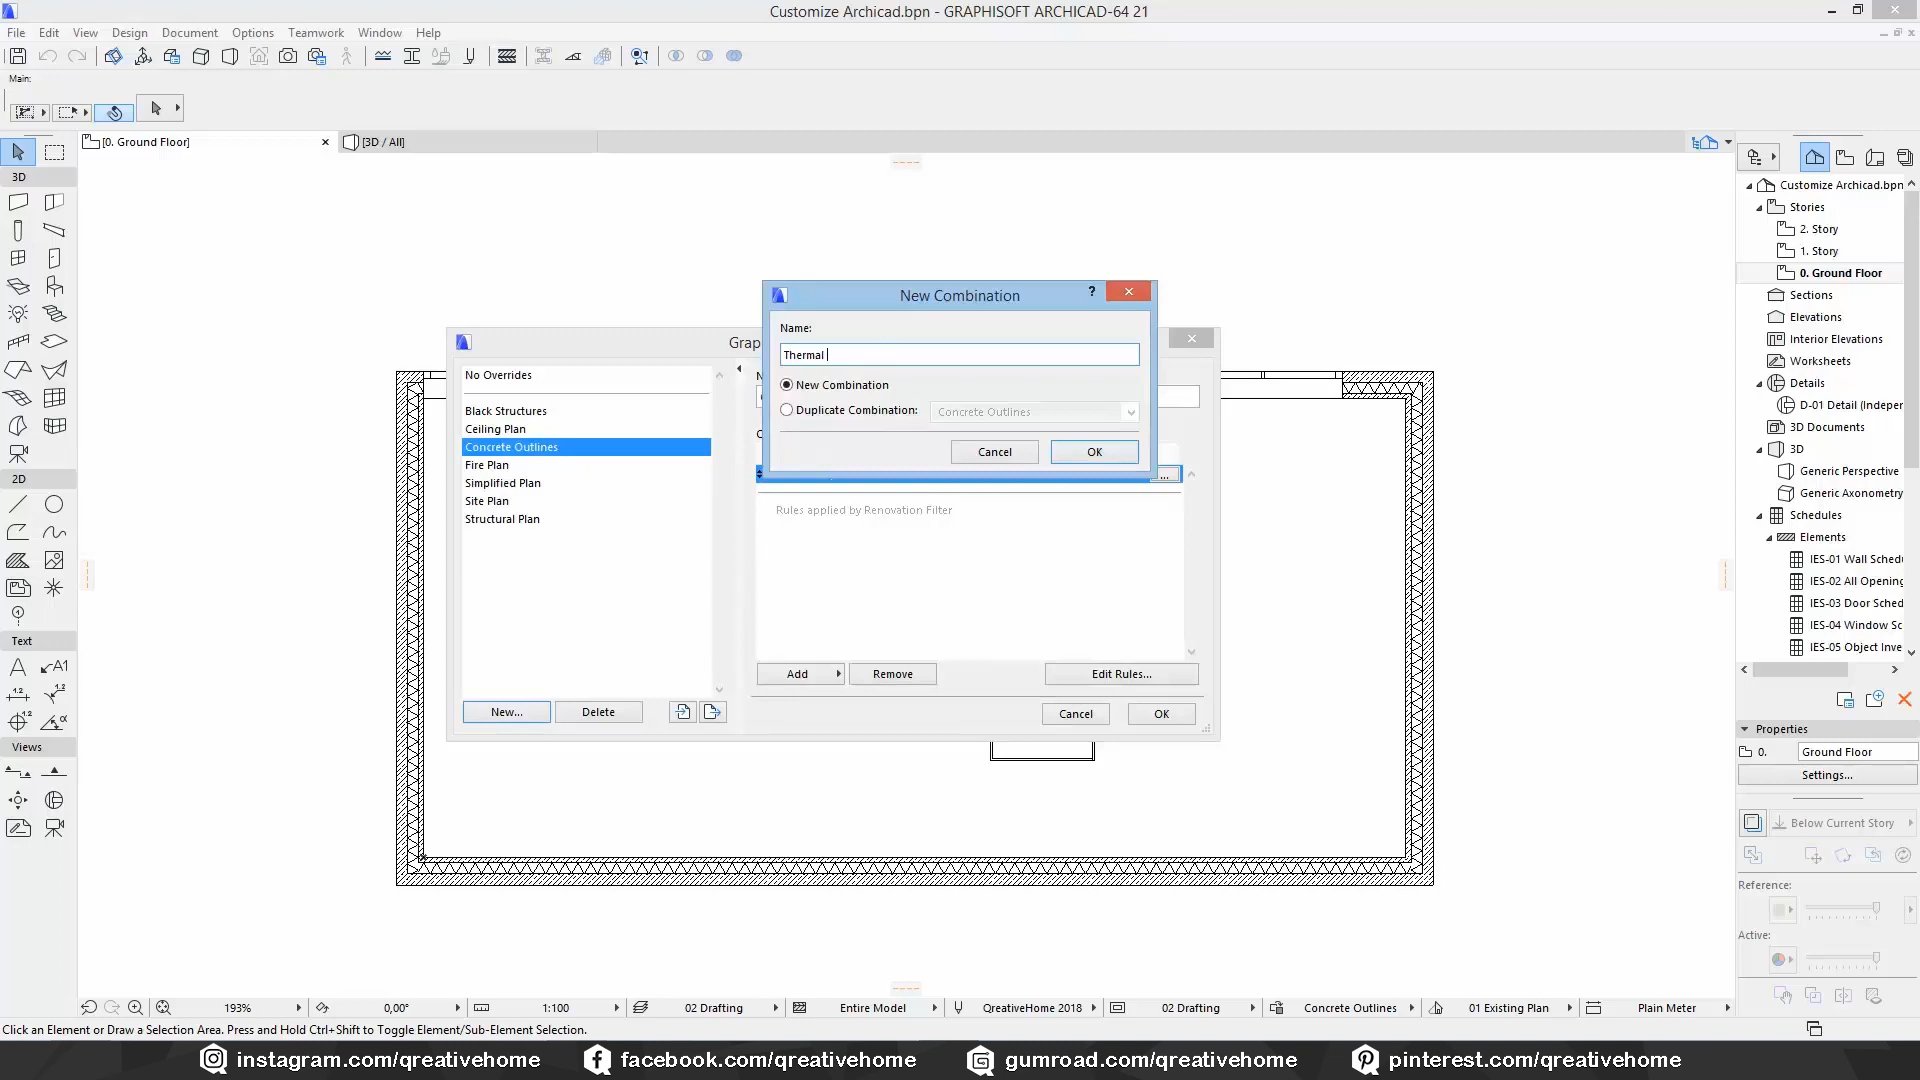 Customize Archicad.bpn - GRAPHISOFT ARCHICAD-64 21
File Edit View Design Document Options Teamwork Window Help
Main:
[0. Ground Floor]
[3D / All]
3D
2D
Text
A
A1
1.2
1.2
1.2
Views
New Combination
?
Name:
Thermal
New Combination
Duplicate Combination:
Concrete Outlines
Cancel
OK
Grap
No Overrides
Black Structures
Ceiling Plan
Concrete Outlines
Fire Plan
Simplified Plan
Site Plan
Structural Plan
New...
Delete
...
Rules applied by Renovation Filter
Add
Remove
Edit Rules...
Cancel
OK
Customize Archicad.bpn
Stories
2. Story
1. Story
0. Ground Floor
Sections
Elevations
Interior Elevations
Worksheets
Details
D-01 Detail (Indeper
3D Documents
3D
Generic Perspective
Generic Axonometry
Schedules
Elements
IES-01 Wall Sched
IES-02 All Opening
IES-03 Door Sched
IES-04 Window Sc
IES-05 Object Inve
Properties
0.
Ground Floor
Settings...
Below Current Story
Reference:
Active:
193%
0,00°
1:100
02 Drafting
Entire Model
QreativeHome 2018
02 Drafting
Concrete Outlines
01 Existing Plan
Plain Meter
Click an Element or Draw a Selection Area. Press and Hold Ctrl+Shift to Toggle Element/Sub-Element Selection.
instagram.com/qreativehome
facebook.com/qreativehome
gumroad.com/qreativehome
pinterest.com/qreativehome